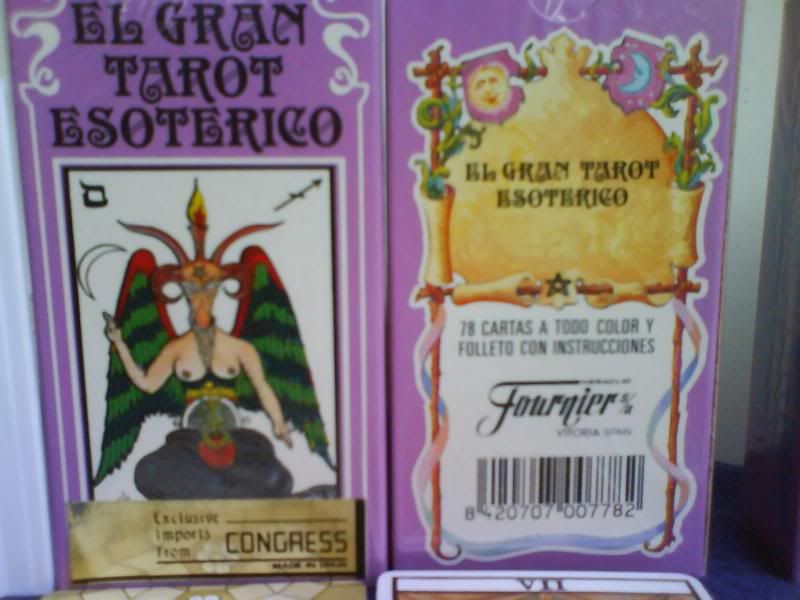 EL GRAN
TAROT
ESOTERICO
ם
Exclusive
imports
from CONGRESS
MADE IN SPAIN
EL GRAN TAROT
ESOTERICO
78 CARTAS A TODO COLOR Y
FOLLETO CON INSTRUCCIONES
HERACLIO
Fournier s/a
VITORIA SPAIN
8 420707 007782
VII